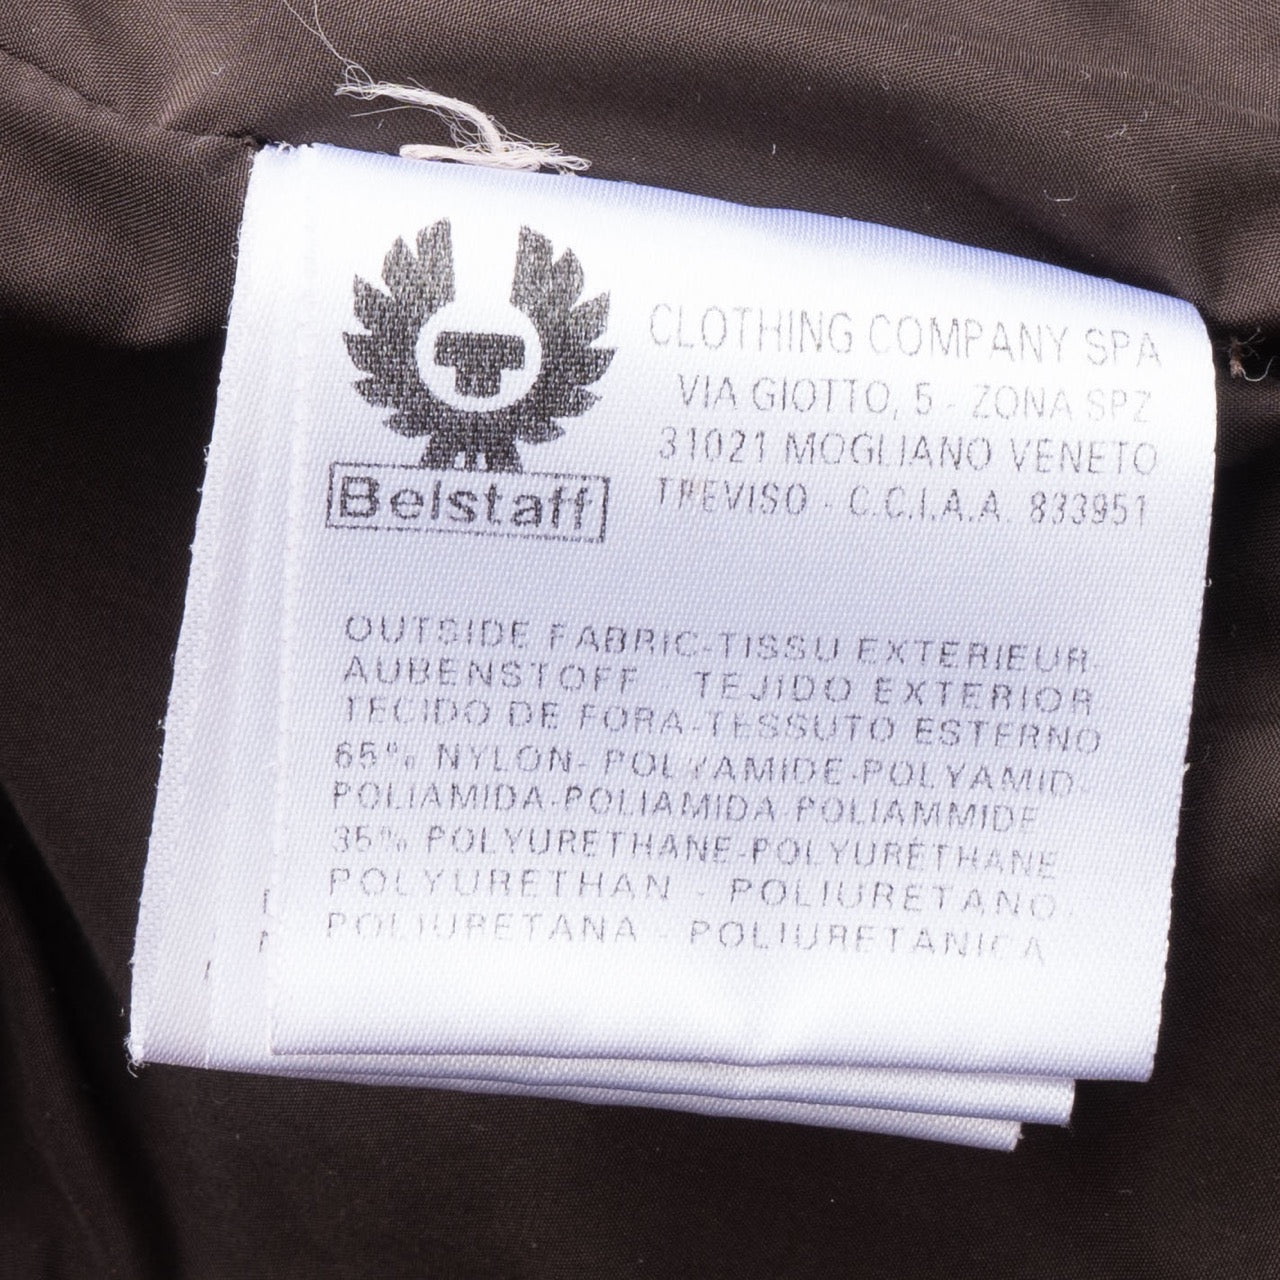 Belstaff
CLOTHING COMPANY SPA
VIA GIOTTO, 5 - ZONA SPZ
31021 MOGLIANO VENETO
TREVISO - C.C.I.A.A. 833951
OUTSIDE FABRIC-TISSU EXTERIEUR-
AUBENSTOFF - TEJIDO EXTERIOR
TECIDO DE FORA-TESSUTO ESTERNO
65% NYLON- POLYAMIDE-POLYAMID-
POLIAMIDA-POLIAMIDA-POLIAMMIDE
35% POLYURETHANE-POLYURÉTHANE
POLYURETHAN - POLIURETANO-
POLIURETANA - POLIURETANICA